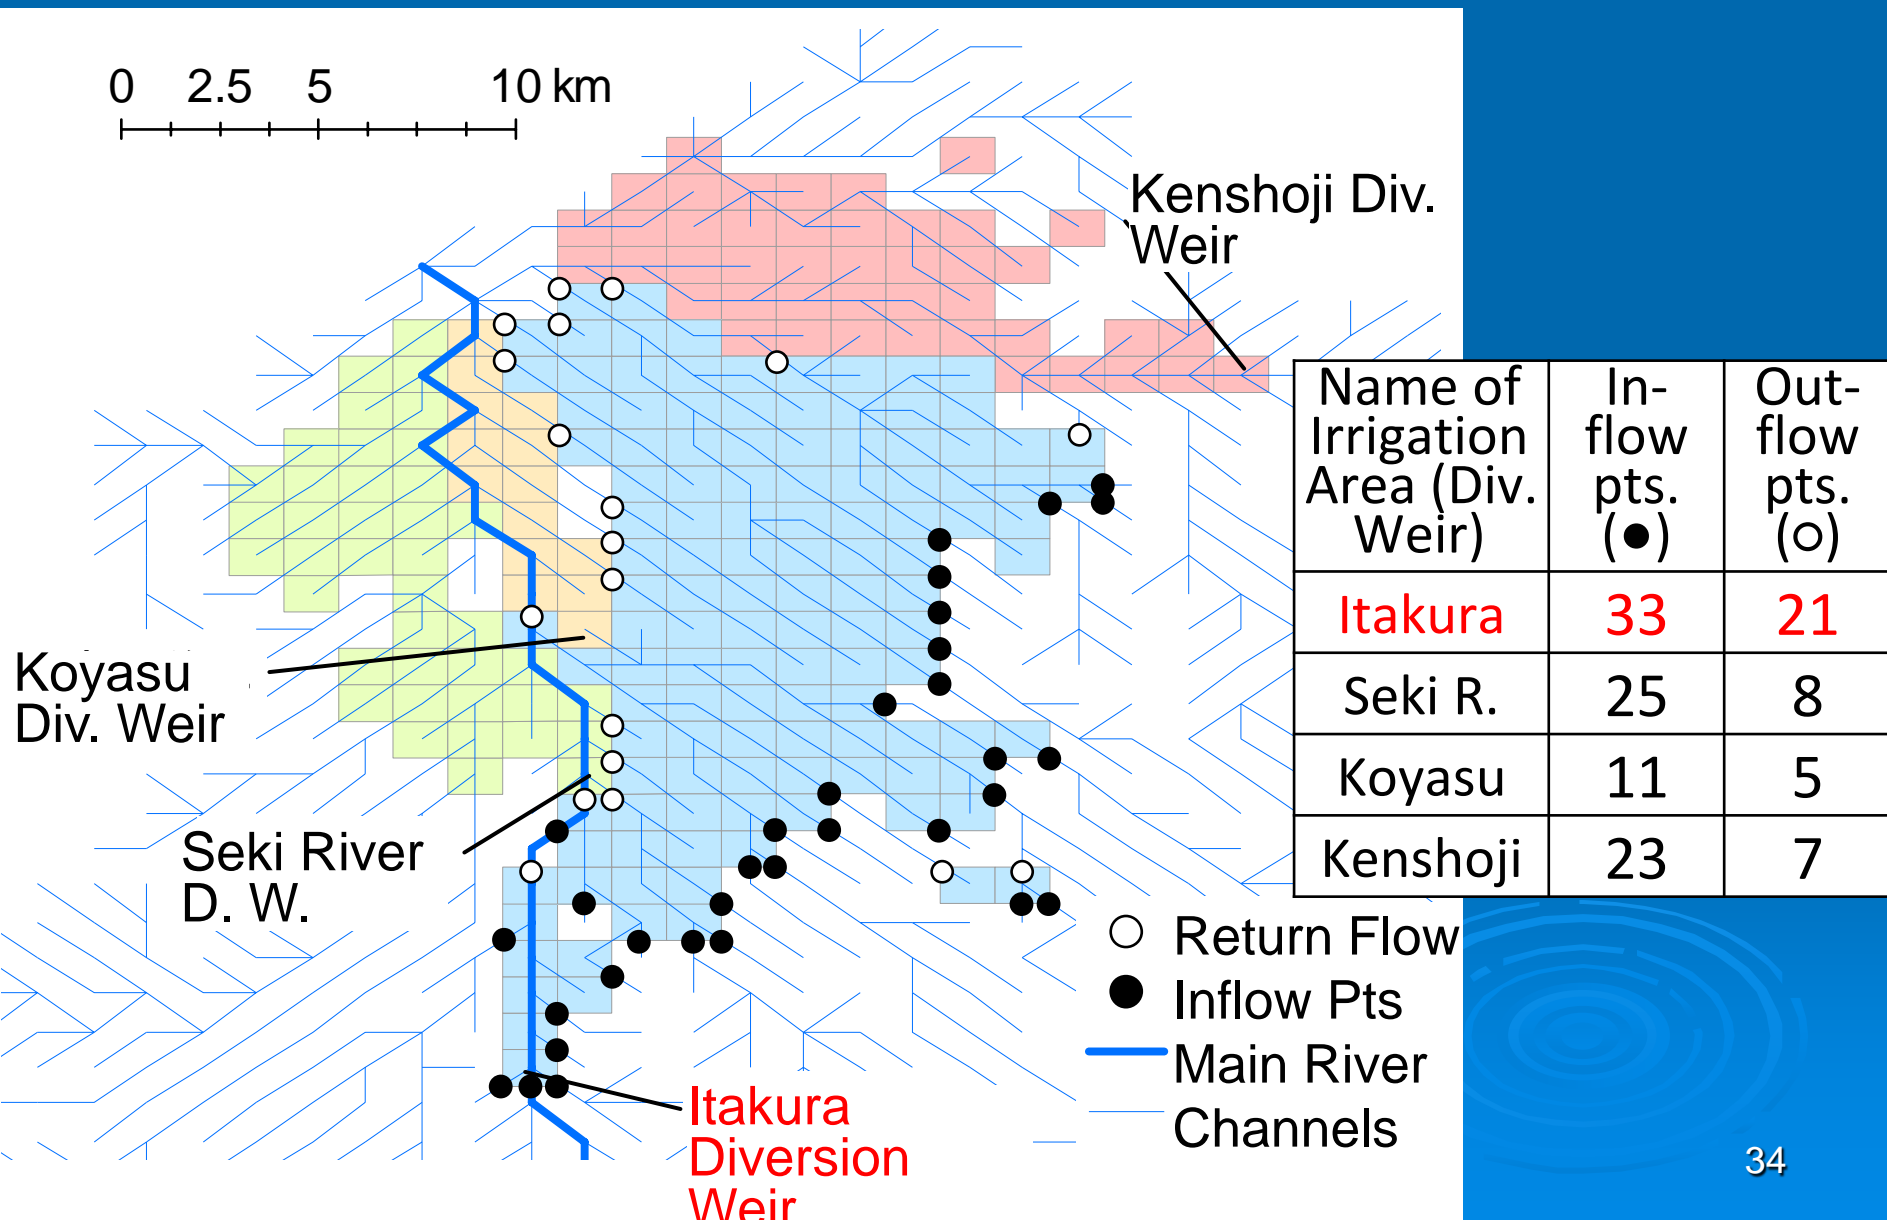 0 2.5 5 10 km
Kenshoji Div.
Weir
Koyasu
Div. Weir
Seki River
D. W.
Itakura
Diversion
Weir
Name of
Irrigation
Area (Div.
Weir)
In-
flow
pts.
(●)
Out-
flow
pts.
(○)
Itakura 33 21
Seki R. 25 8
Koyasu 11 5
Kenshoji 23 7
Return Flow
Inflow Pts
Main River
Channels
34